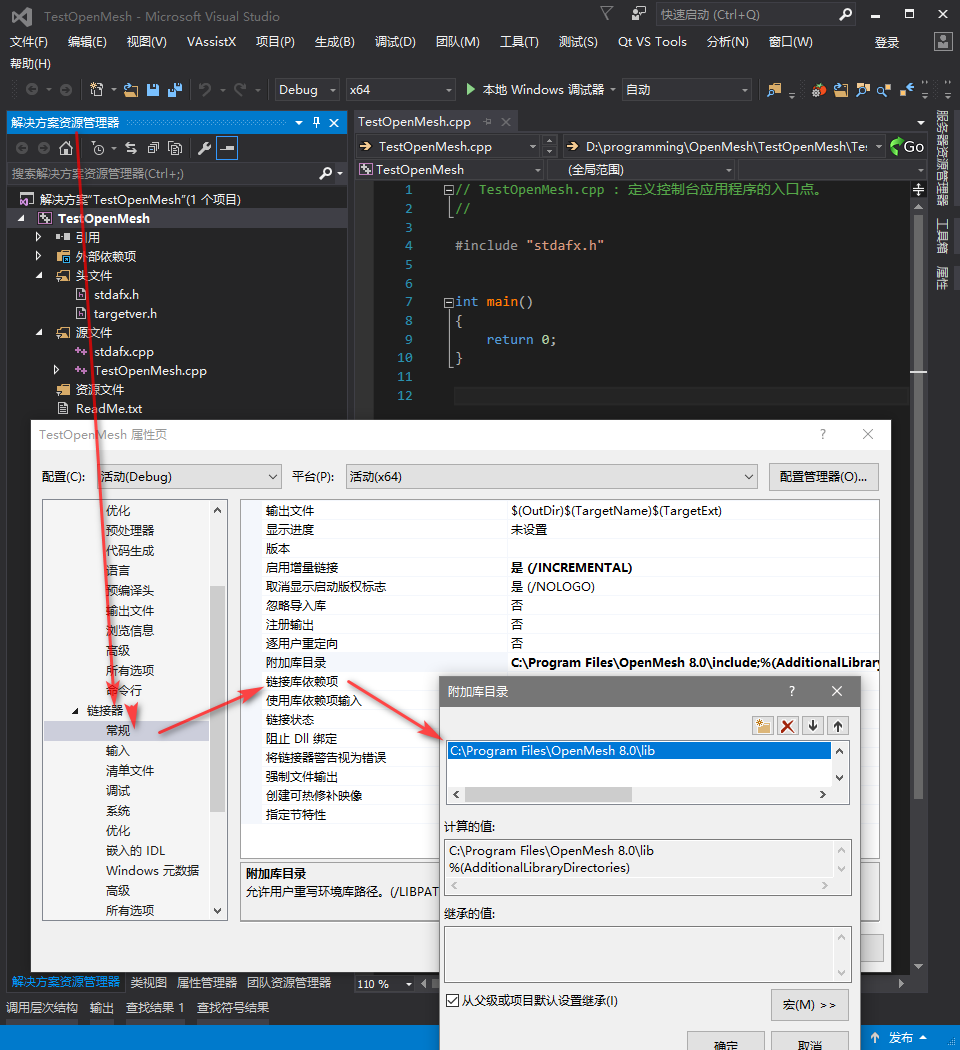 TestOpenMesh - Microsoft Visual Studio
快速启动 (Ctrl+Q)
文件(F) 编辑(E) 视图(V) VAssistX 项目(P) 生成(B) 调试(D) 团队(M) 工具(T) 测试(S) Qt VS Tools 分析(N) 窗口(W) 登录
帮助(H)
Debug x64 本地 Windows 调试器 自动
解决方案资源管理器
搜索解决方案资源管理器(Ctrl+;)
解决方案"TestOpenMesh"(1 个项目)
TestOpenMesh
引用
外部依赖项
头文件
stdafx.h
targetver.h
源文件
stdafx.cpp
TestOpenMesh.cpp
资源文件
ReadMe.txt
TestOpenMesh.cpp
TestOpenMesh.cpp D:\programming\OpenMesh\TestOpenMesh\Te Go
TestOpenMesh (全局范围)
1 // TestOpenMesh.cpp : 定义控制台应用程序的入口点。
2 //
3
4 #include "stdafx.h"
5
6
7 int main()
8 {
9 return 0;
10 }
11
12
服务器资源管理器
工具箱
属性
TestOpenMesh 属性页
配置(C): 活动(Debug) 平台(P): 活动(x64) 配置管理器(O)...
优化
预处理器
代码生成
语言
预编译头
输出文件
浏览信息
高级
所有选项
命令行
链接器
常规
输入
清单文件
调试
系统
优化
嵌入的 IDL
Windows 元数据
高级
所有选项
输出文件 $(OutDir)$(TargetName)$(TargetExt)
显示进度 未设置
版本
启用增量链接 是 (/INCREMENTAL)
取消显示启动版权标志 是 (/NOLOGO)
忽略导入库 否
注册输出 否
逐用户重定向 否
附加库目录 C:\Program Files\OpenMesh 8.0\include;%(AdditionalLibrary
链接库依赖项
使用库依赖项输入
链接状态
阻止 Dll 绑定
将链接器警告视为错误
强制文件输出
创建可热修补映像
指定节特性
附加库目录
允许用户重写环境库路径。(/LIBPAT
附加库目录
C:\Program Files\OpenMesh 8.0\lib
计算的值:
C:\Program Files\OpenMesh 8.0\lib
%(AdditionalLibraryDirectories)
继承的值:
从父级或项目默认设置继承(I)
宏(M) >>
确定 取消
解决方案资源管理器 类视图 属性管理器 团队资源管理器
110 %
调用层次结构 输出 查找结果 1 查找符号结果
发布